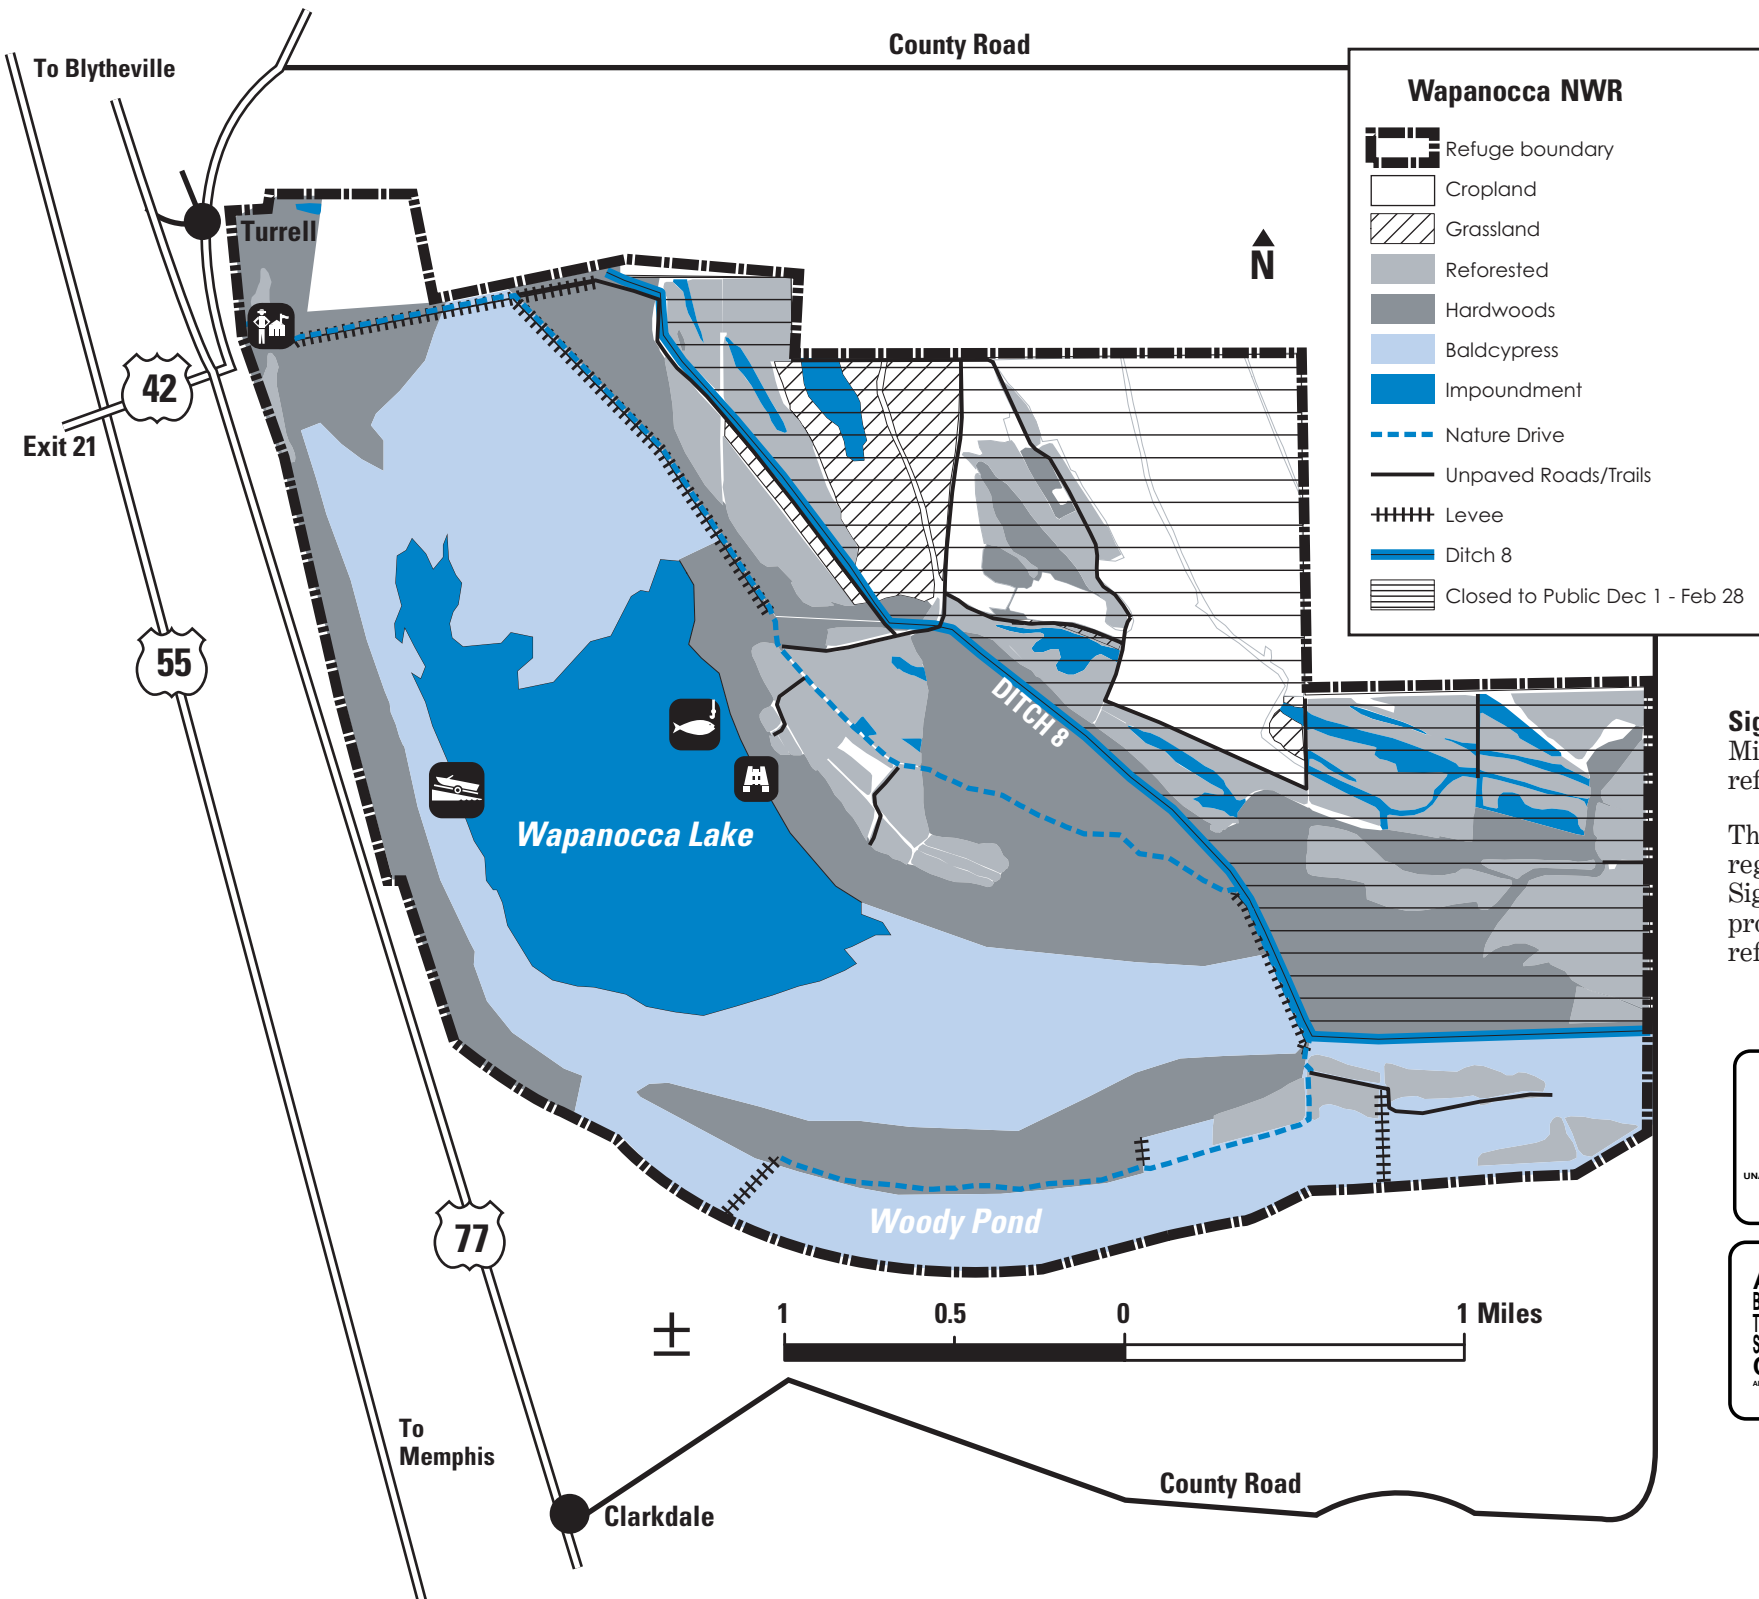 County Road
To Blytheville
Wapanocca NWR
Refuge boundary
Cropland
Grassland
Reforested
Hardwoods
Baldcypress
Impoundment
Nature Drive
Unpaved Roads/Trails
Levee
Ditch 8
Closed to Public Dec 1 - Feb 28
Turrell
N
42
Exit 21
55
DITCH 8
Wapanocca Lake
Woody Pond
77
1
0.5
0
1 Miles
To
Memphis
County Road
Clarkdale